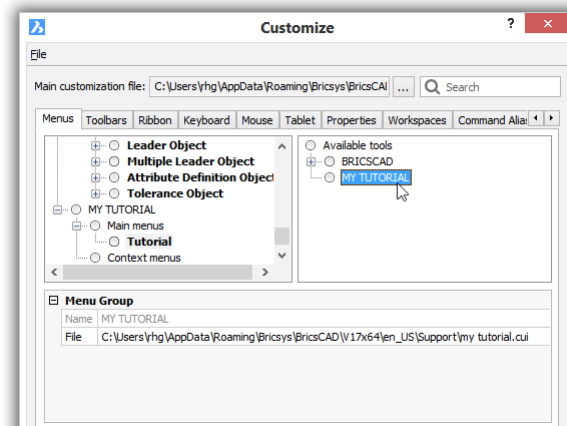 Customize ?
File
Main customization file: C:\Users\rhg\AppData\Roaming\Bricsys\BricsCAI ... Search
Menus Toolbars Ribbon Keyboard Mouse Tablet Properties Workspaces Command Alia
Leader Object
Multiple Leader Object
Attribute Definition Object
Tolerance Object
MY TUTORIAL
Main menus
Tutorial
Context menus
Available tools
BRICSCAD
MY TUTORIAL
Menu Group
Name MY TUTORIAL
File C:\Users\rhg\AppData\Roaming\Bricsys\BricsCAD\V17x64\en_US\Support\my tutorial.cui